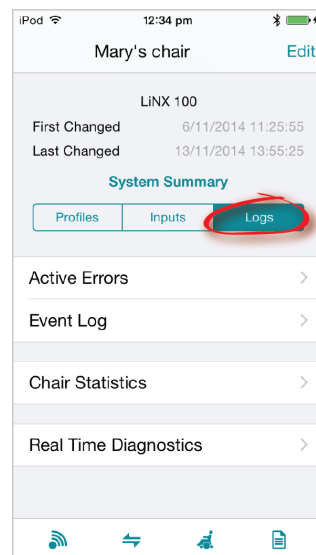 iPod 12:34 pm
Mary's chair Edit
LiNX 100
First Changed 6/11/2014 11:25:55
Last Changed 13/11/2014 13:55:25
System Summary
Profiles Inputs Logs
Active Errors
Event Log
Chair Statistics
Real Time Diagnostics